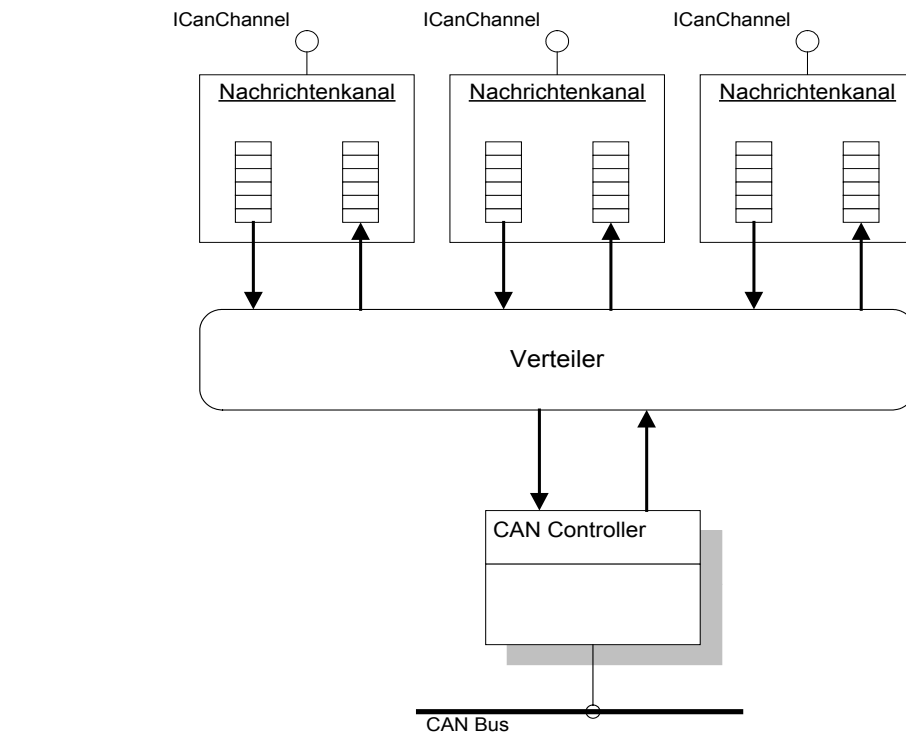 ICanChannel ICanChannel ICanChannel
Nachrichtenkanal Nachrichtenkanal Nachrichtenkanal
Verteiler
CAN Controller
CAN Bus